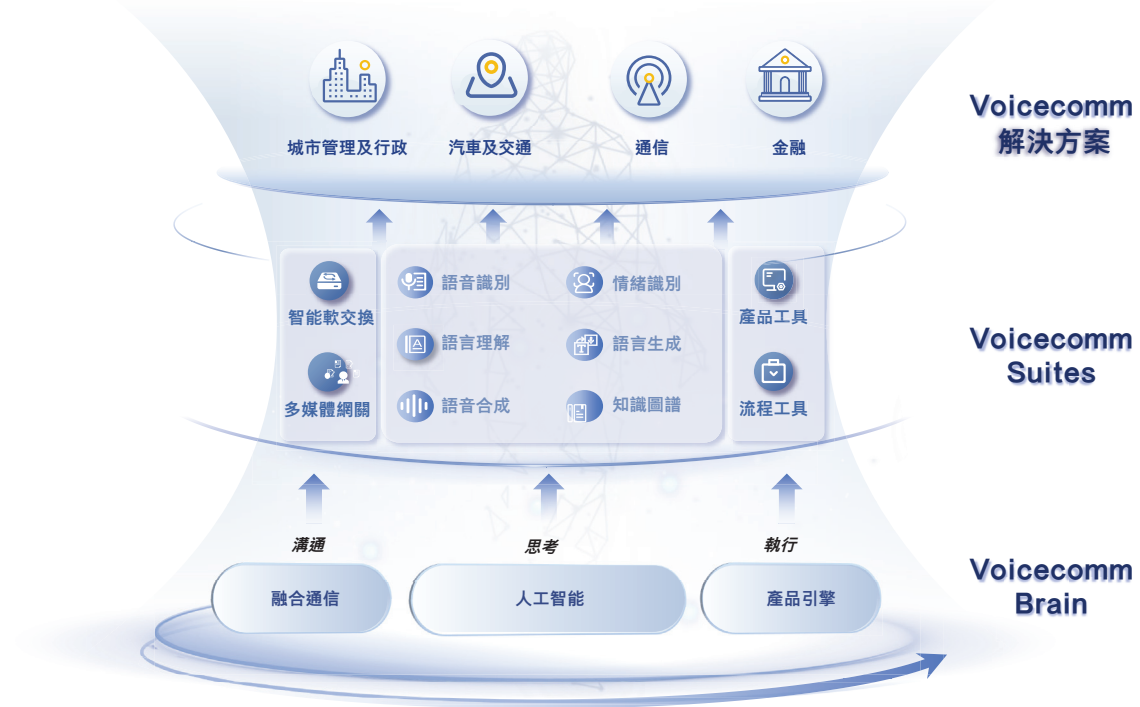 城市管理及行政
汽車及交通
通信
金融
Voicecomm
解決方案
智能軟交換
多媒體網關
語音識別
情緒識別
語言理解
語言生成
語音合成
知識圖譜
產品工具
流程工具
Voicecomm
Suites
溝通
思考
執行
融合通信
人工智能
產品引擎
Voicecomm
Brain